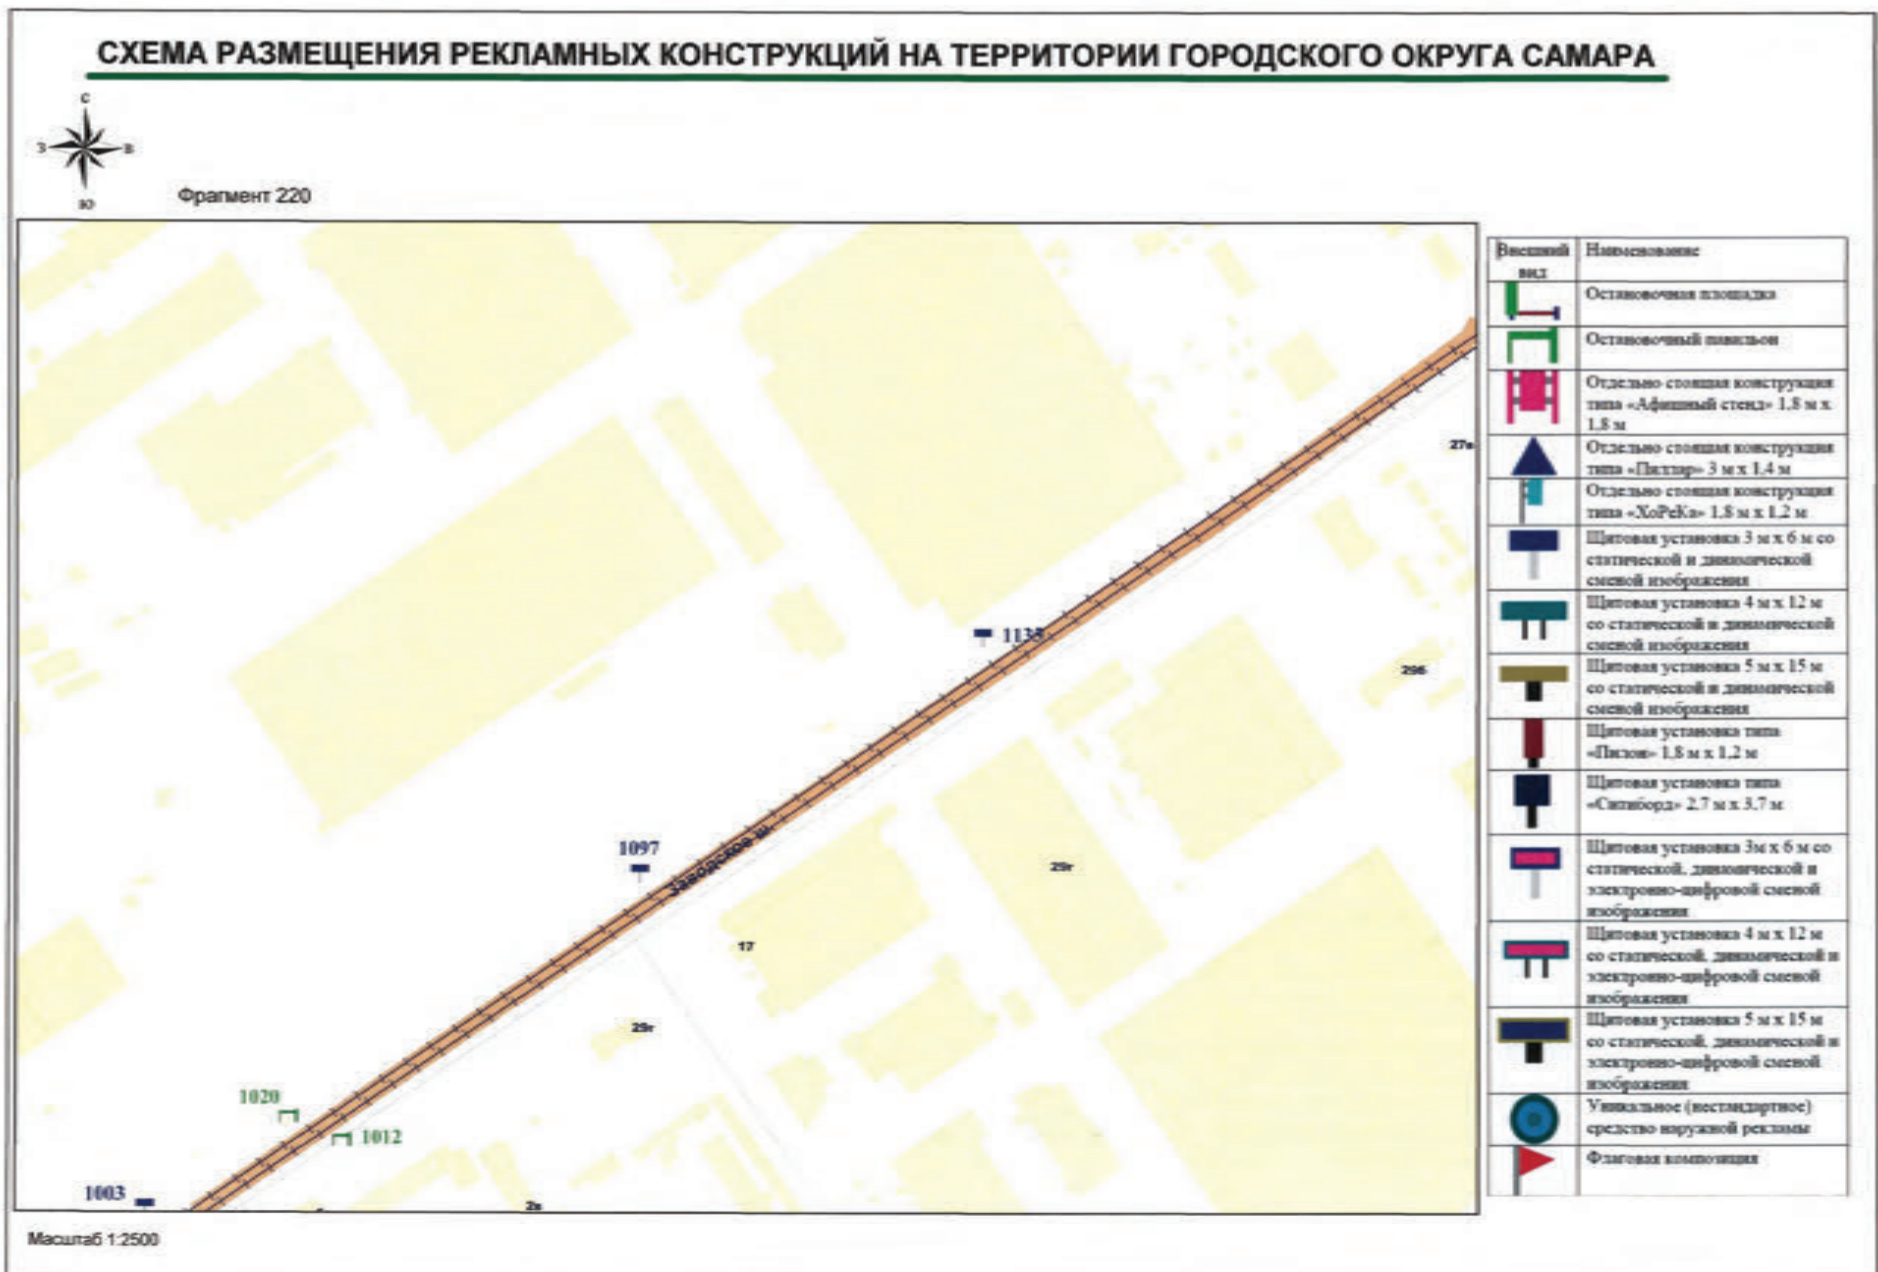 СХЕМА РАЗМЕЩЕНИЯ РЕКЛАМНЫХ КОНСТРУКЦИЙ НА ТЕРРИТОРИИ ГОРОДСКОГО ОКРУГА САМАРА
С
З
В
Ю
Фрагмент 220
27в
1133
29б
1097
Заводское ш.
29г
17
29г
1020
1012
1003
2а
Внешний вид
Наименование
Остановочная площадка
Остановочный павильон
Отдельно стоящая конструкция
типа «Афишный стенд» 1,8 м х
1,8 м
Отдельно стоящая конструкция
типа «Пиллар» 3 м х 1,4 м
Отдельно стоящая конструкция
типа «ХоРеКа» 1,8 м х 1,2 м
Щитовая установка 3 м х 6 м со
статической и динамической
сменой изображения
Щитовая установка 4 м х 12 м
со статической и динамической
сменой изображения
Щитовая установка 5 м х 15 м
со статической и динамической
сменой изображения
Щитовая установка типа
«Пилон» 1,8 м х 1,2 м
Щитовая установка типа
«Ситиборд» 2,7 м х 3,7 м
Щитовая установка 3м х 6 м со
статической, динамической и
электронно-цифровой сменой
изображения
Щитовая установка 4 м х 12 м
со статической, динамической и
электронно-цифровой сменой
изображения
Щитовая установка 5 м х 15 м
со статической, динамической и
электронно-цифровой сменой
изображения
Уникальное (нестандартное)
средство наружной рекламы
Флаговая композиция
Масштаб 1:2500